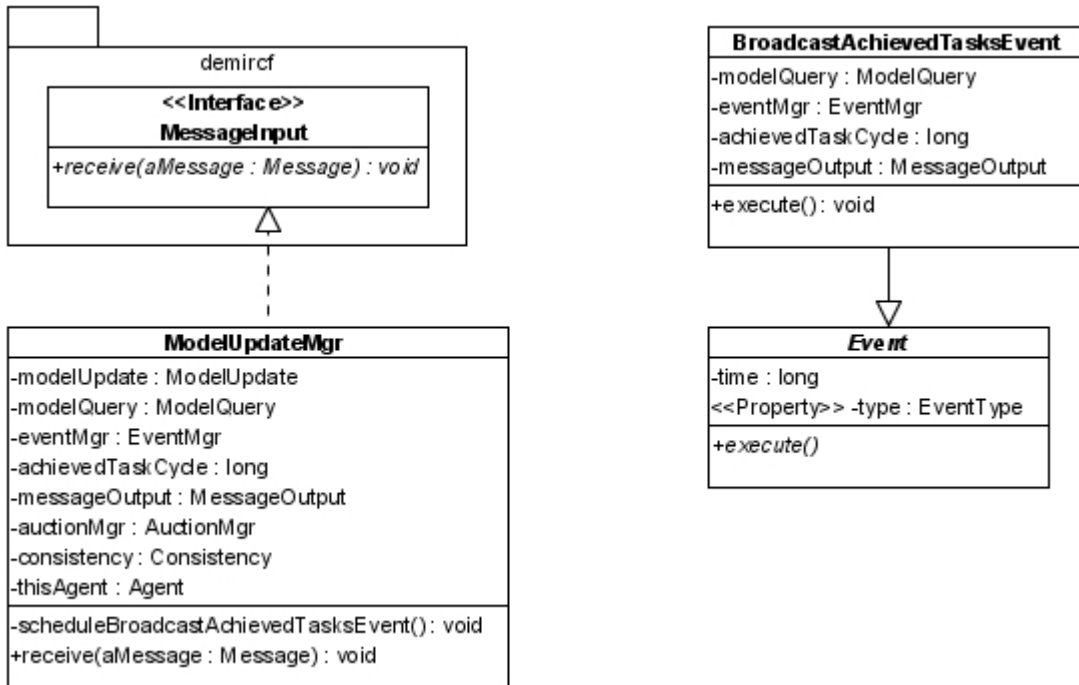 demircf
<<Interface>>
MessageInput
+receive(aMessage : Message) : void
ModelUpdateMgr
-modelUpdate : ModelUpdate
-modelQuery : ModelQuery
-eventMgr : EventMgr
-achievedTaskCycle : long
-messageOutput : MessageOutput
-auctionMgr : AuctionMgr
-consistency : Consistency
-thisAgent : Agent
-scheduleBroadcastAchievedTasksEvent() : void
+receive(aMessage : Message) : void
BroadcastAchievedTasksEvent
-modelQuery : ModelQuery
-eventMgr : EventMgr
-achievedTaskCycle : long
-messageOutput : MessageOutput
+execute() : void
Event
-time : long
<<Property>> -type : EventType
+execute()